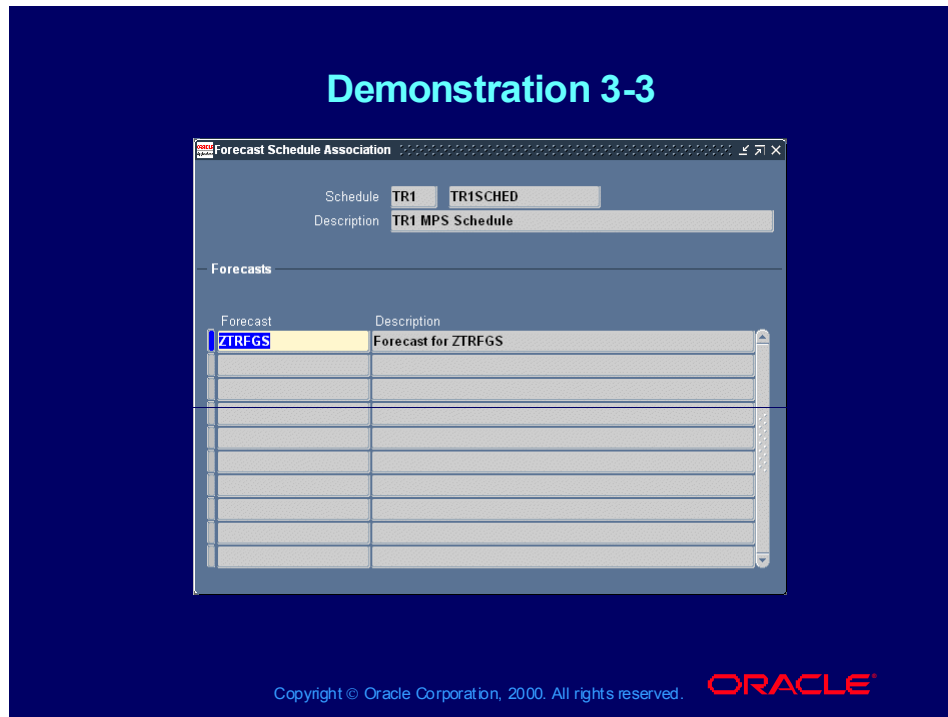 Demonstration 3-3
Forecast Schedule Association
Schedule TR1 TR1SCHED
Description TR1 MPS Schedule
Forecasts
Forecast Description
ZTRFGS Forecast for ZTRFGS
Copyright © Oracle Corporation, 2000. All rights reserved. ORACLE